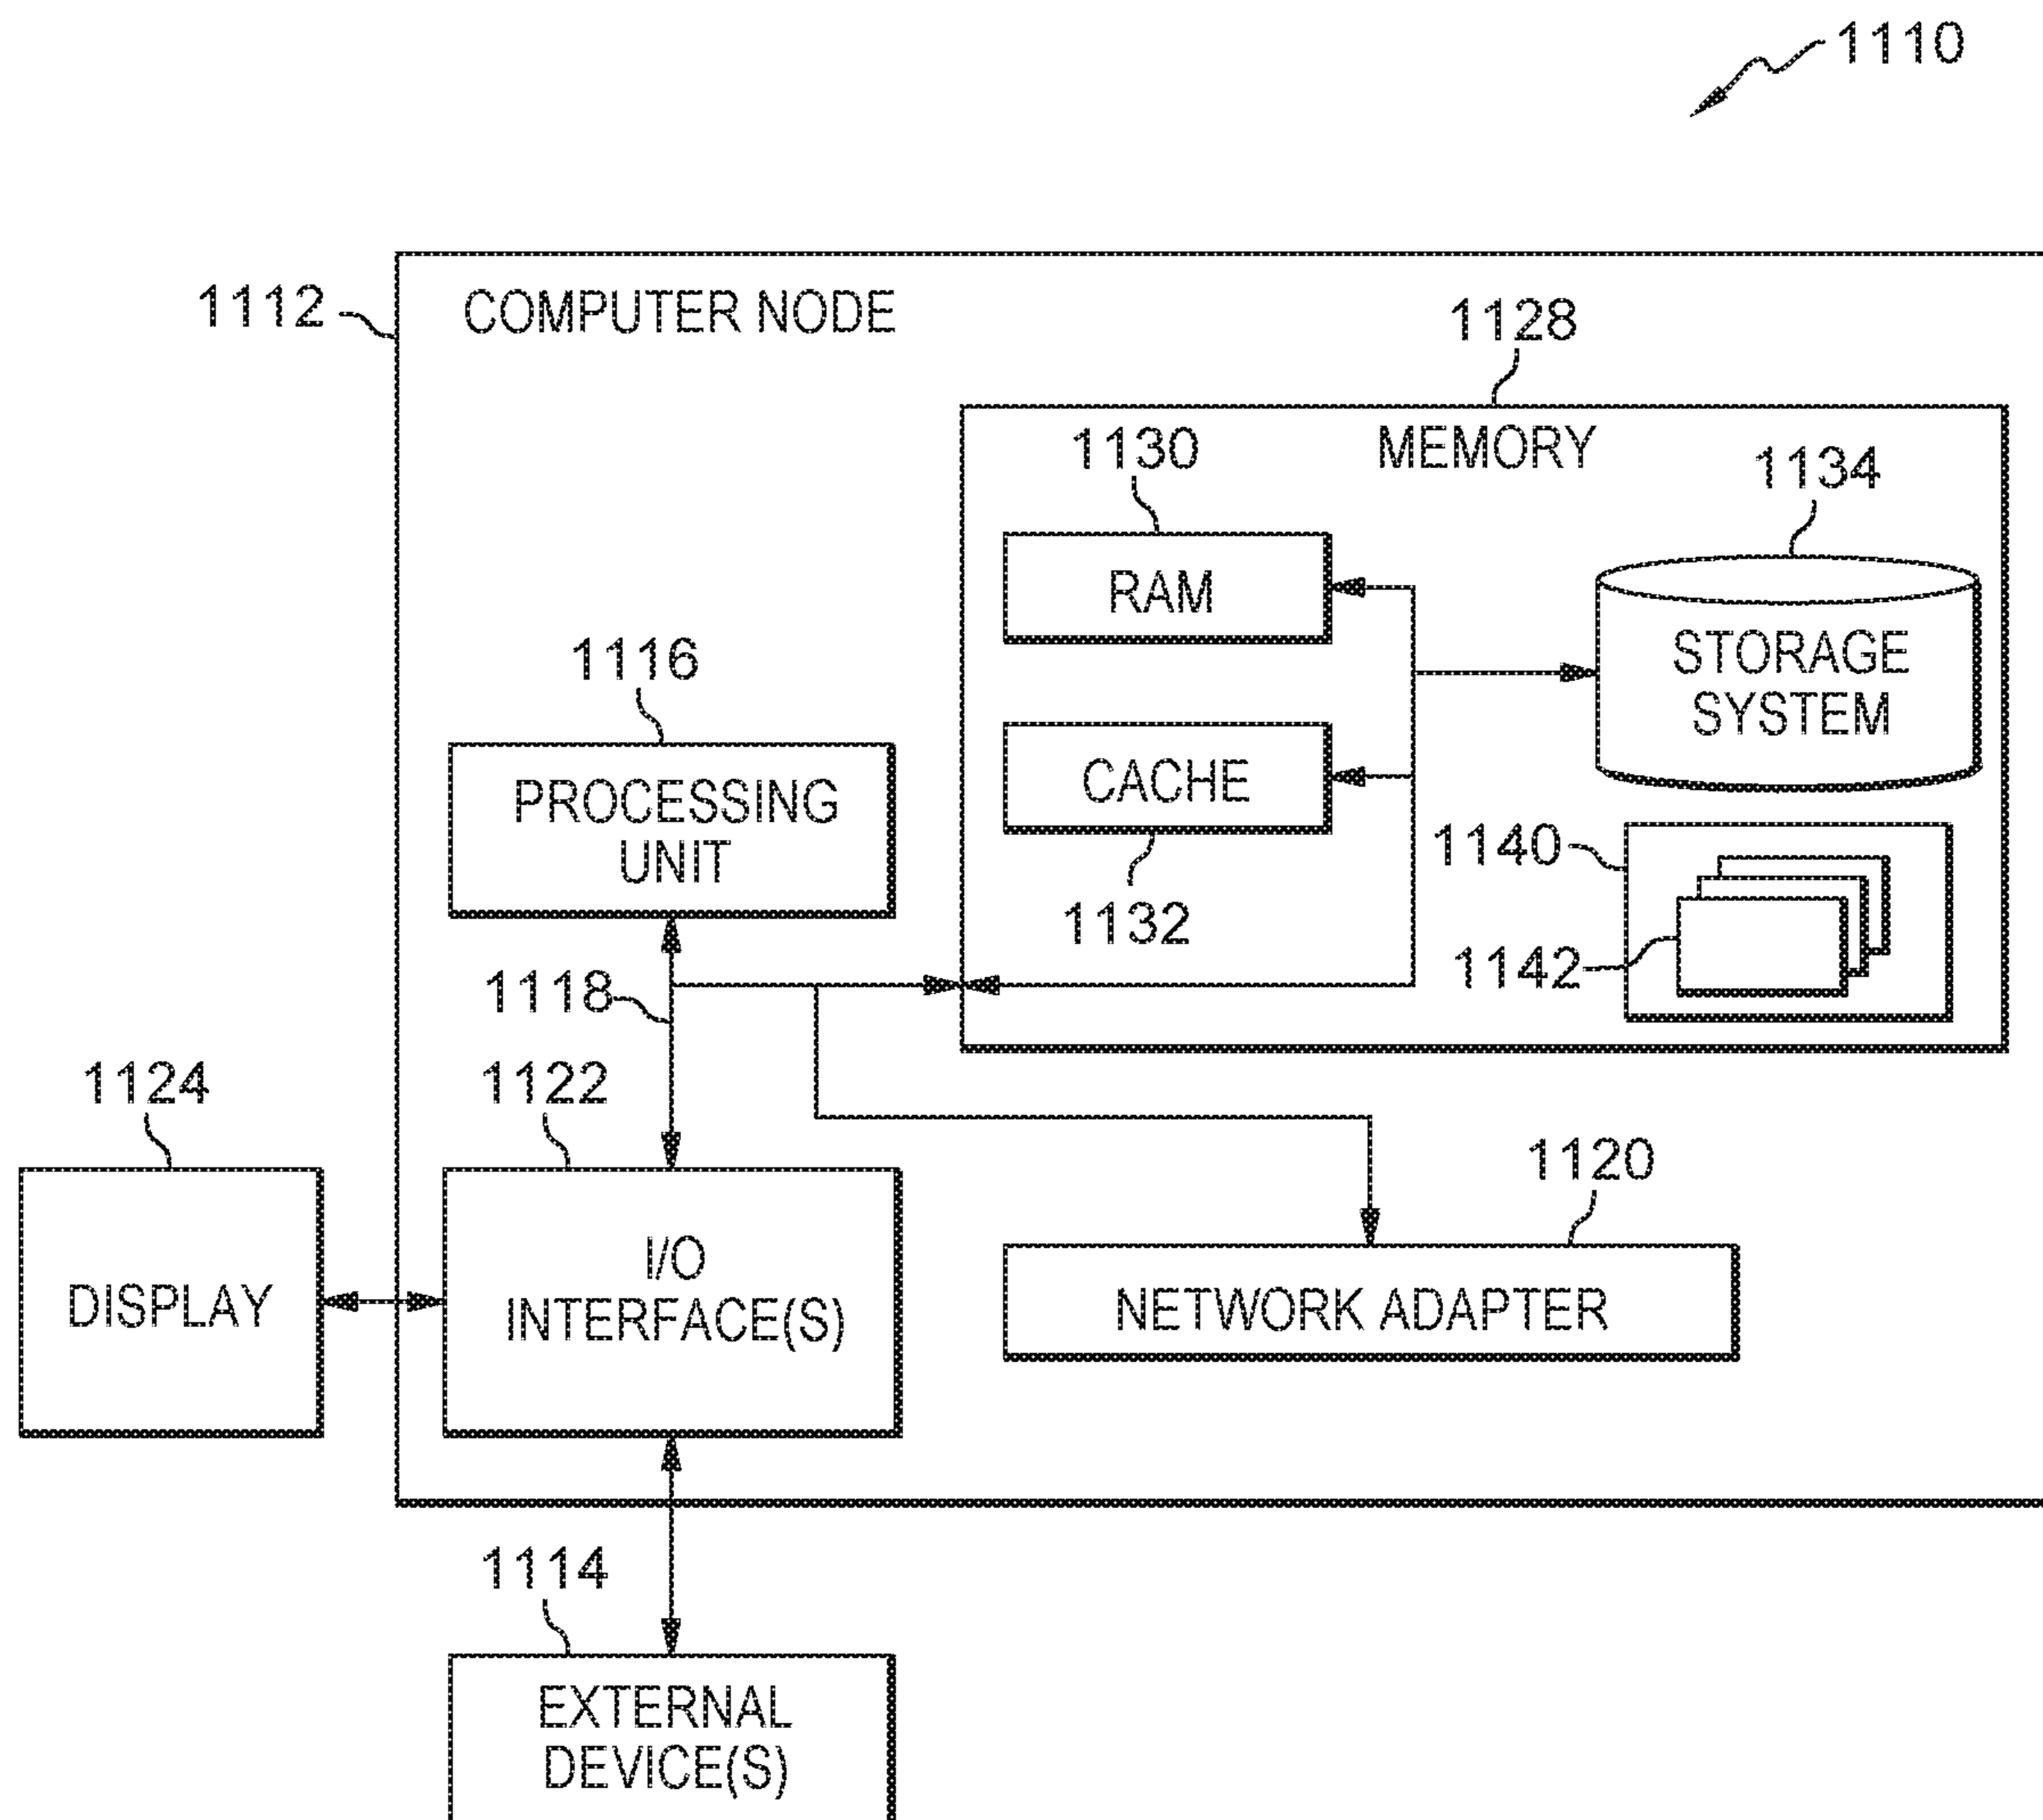 1110
1112
COMPUTER NODE
1128
MEMORY
1130
1134
RAM
STORAGE
SYSTEM
1116
CACHE
PROCESSING
UNIT
1140
1132
1142
1118
1124
1122
1120
I/O
INTERFACE(S)
DISPLAY
NETWORK ADAPTER
1114
EXTERNAL
DEVICE(S)